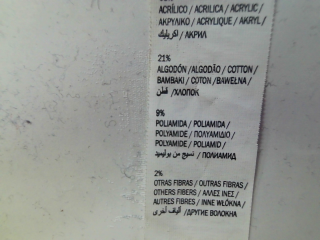 ACRÍLICO / ACRILICA / ACRYLIC /
ΑΚΡΥΛΙΚΟ / ACRYLIQUE / AKRYL /
اكريليك / АКРИЛ
21%
ALGODÓN /ALGODÃO / COTTON /
BAMBAKI / COTON /BAWEŁNA /
قطن /ХЛОПОК
9%
POLIAMIDA / POLIAMIDA /
POLYAMIDE / ΠΟΛΥΑΜΙΔΙΟ /
POLYAMIDE / POLIAMID /
نسيج من بوليميد / ПОЛИАМИД
2%
OTRAS FIBRAS / OUTRAS FIBRAS /
OTHERS FIBERS / ΑΛΛΕΣ ΙΝΕΣ /
AUTRES FIBRES / INNE WŁÓKNA /
ألياف أخرى /ДРУГИЕ ВОЛОКНА